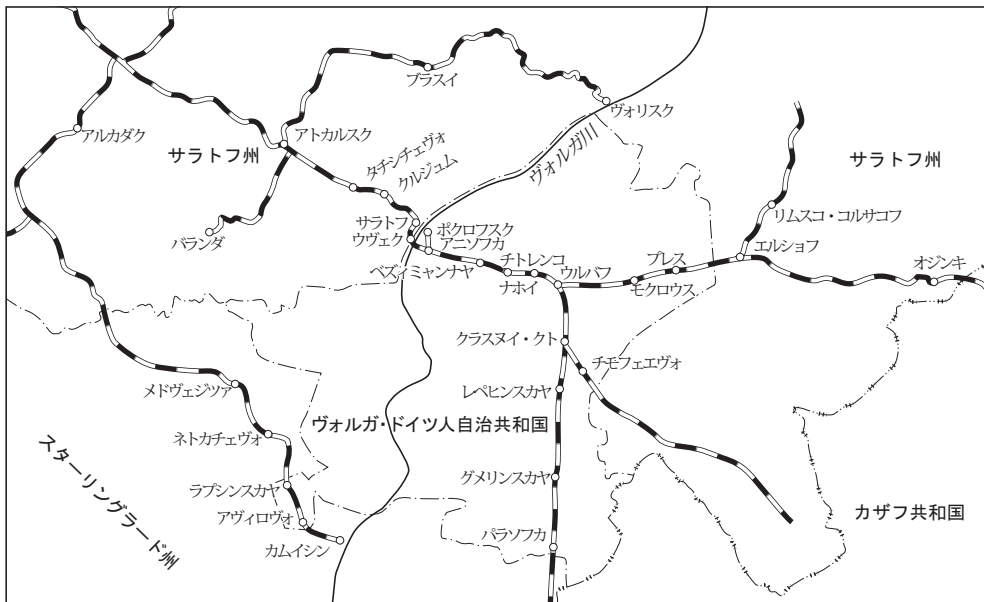 ブラスイ
ヴォリスク
アルカダク
アトカルスク
サラトフ州
タチシチェヴォ
クルジュム
ヴォルガ川
サラトフ州
リムスコ・コルサコフ
サラトフ
ウヴェク
ポクロフスク
アニソフカ
バランダ
ベズィミャンナヤ
チトレンコ
ナホイ
ウルバフ
プレス
モクロウス
エルショフ
オジンキ
クラスヌイ・クト
チモフェエヴォ
メドヴェジツァ
レペヒンスカヤ
ヴォルガ・ドイツ人自治共和国
ネトカチェヴォ
スターリングラード州
ラプシンスカヤ
グメリンスカヤ
アヴィロヴォ
カムイシン
パラソフカ
カザフ共和国